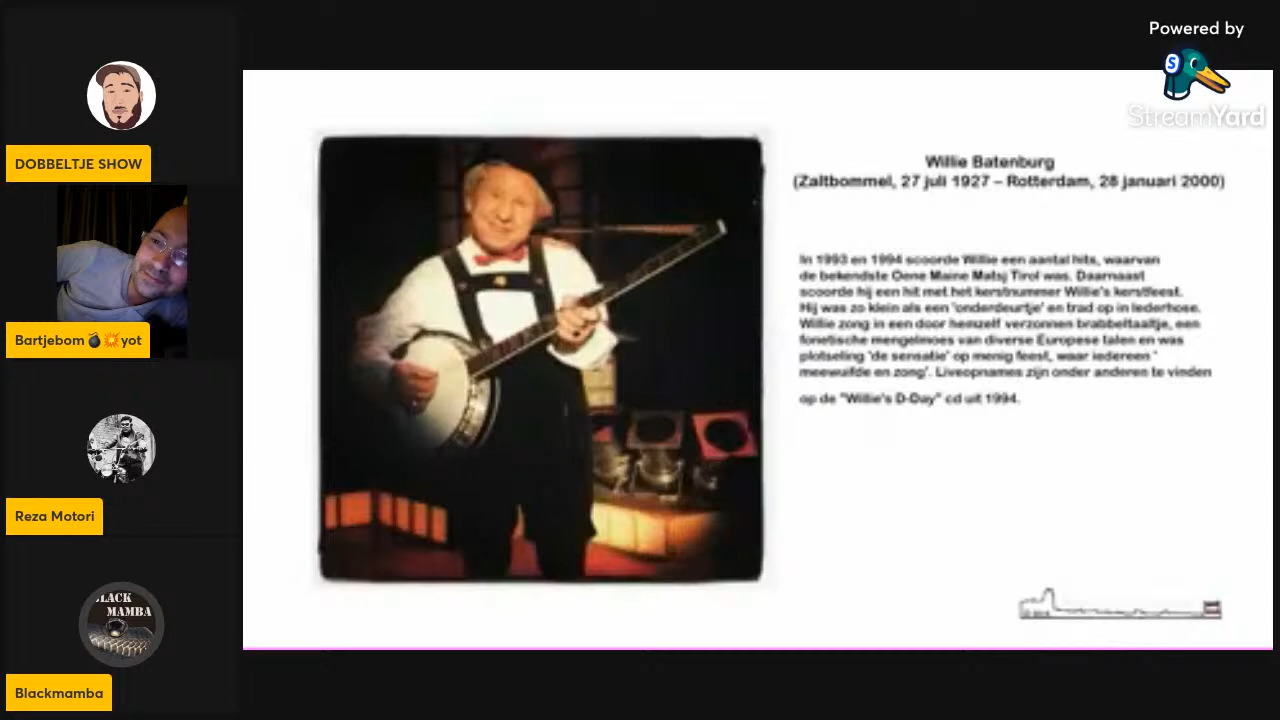 Powered by
StreamYard
DOBBELTJE SHOW
Bartjebom💣💥yot
Reza Motori
BLACK
MAMBA
Blackmamba
Willie Batenburg
(Zaltbommel, 27 juli 1927 – Rotterdam, 28 januari 2000)
In 1993 en 1994 scoorde Willie een aantal hits, waarvan
de bekendste Oene Maine Matsj Tirol was. Daarnaast
scoorde hij een hit met het kerstnummer Willie's kerstfeest.
Hij was zo klein als een 'onderdeurtje' en trad op in lederhose.
Willie zong in een door hemzelf verzonnen brabbeltaaltje, een
fonetische mengelmoes van diverse Europese talen en was
plotseling 'de sensatie' op menig feest, waar iedereen '
meewuifde en zong'. Liveopnames zijn onder anderen te vinden
op de "Willie's D-Day" cd uit 1994.